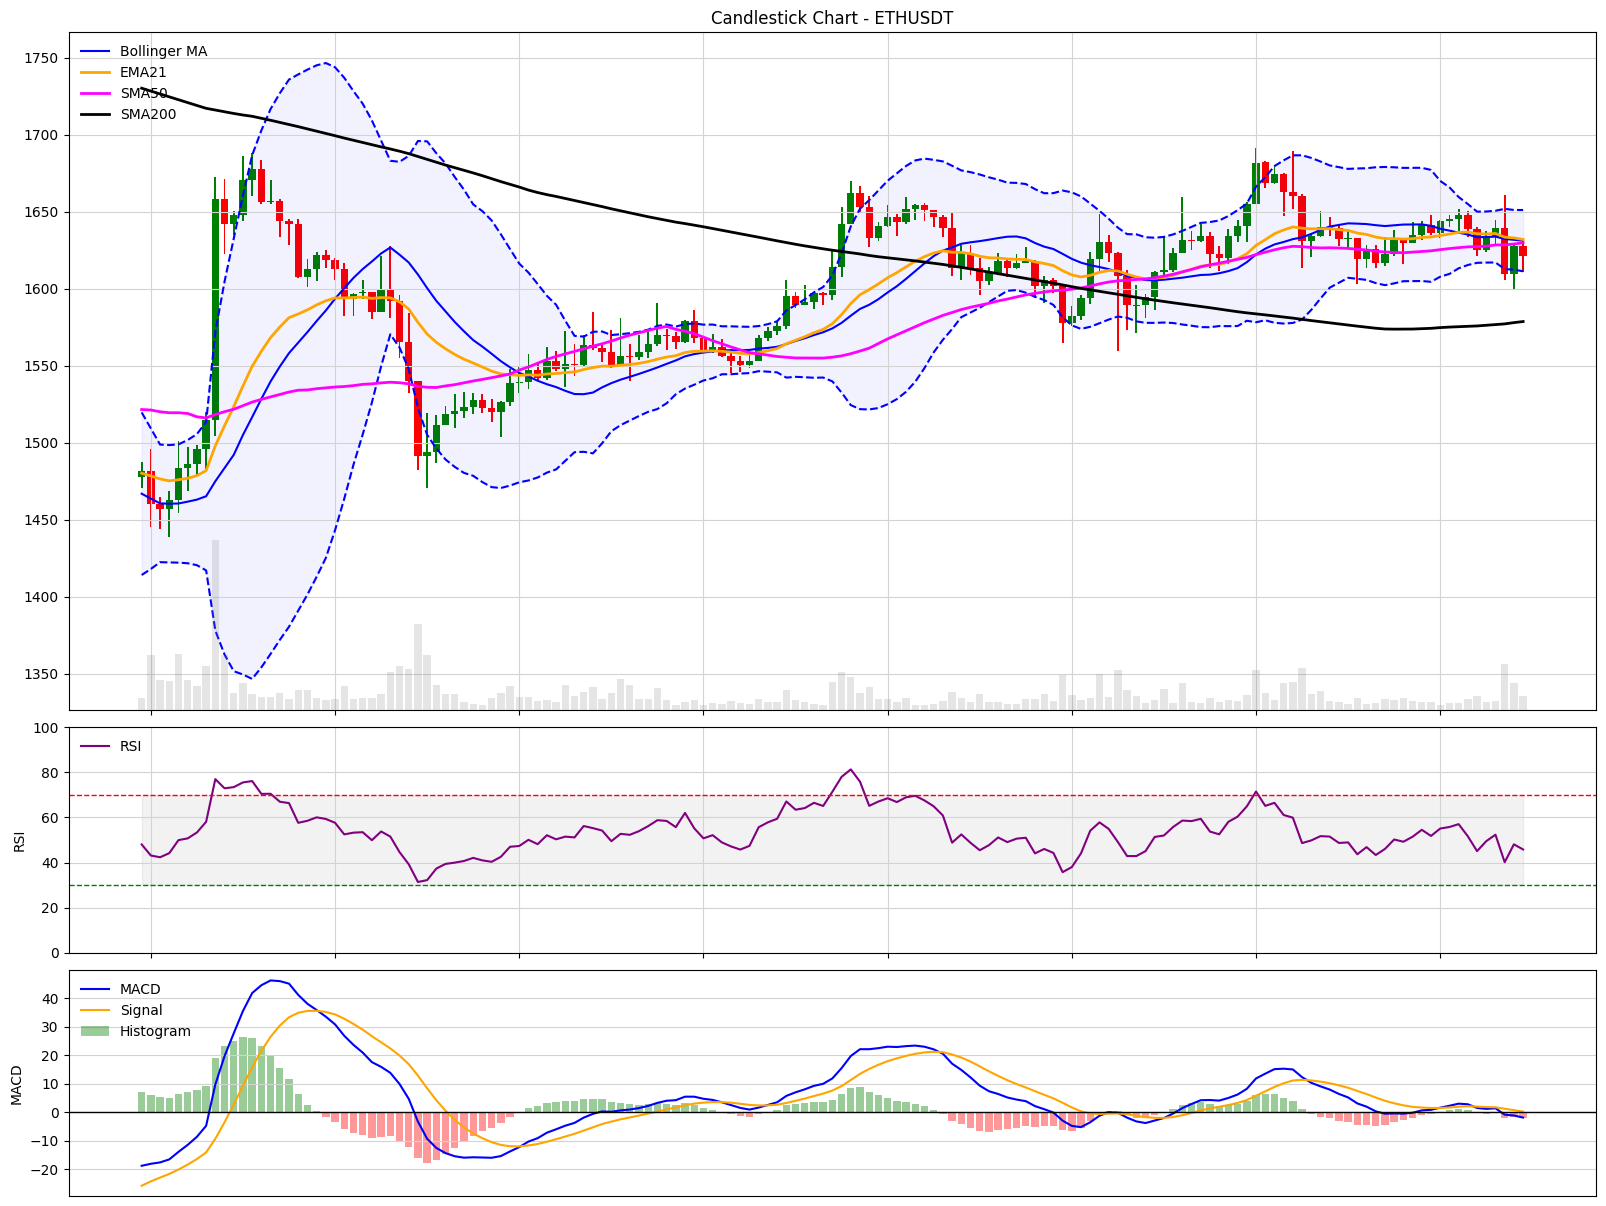 Candlestick Chart - ETHUSDT
Bollinger MA
EMA21
SMA50
SMA200
1750
1700
1650
1600
1550
1500
1450
1400
1350
RSI
RSI
100
80
60
40
20
0
MACD
Signal
Histogram
MACD
40
30
20
10
0
−10
−20